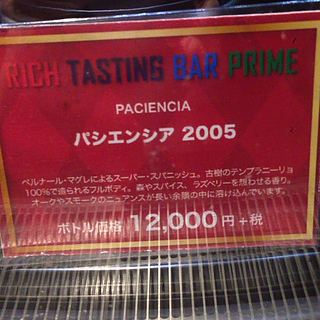 RICH TASTING BAR PRIME
PACIENCIA
パシエンシア 2005
ベルナール・マグレによるスーパー・スパニッシュ。古樹のテンプラニーリョ
100%で造られるフルボディ。森やスパイス、ラズベリーを想わせる香り。
オークやスモークのニュアンスが長い余韻の中に溶け込んでいます。
ボトル価格 12,000円+税